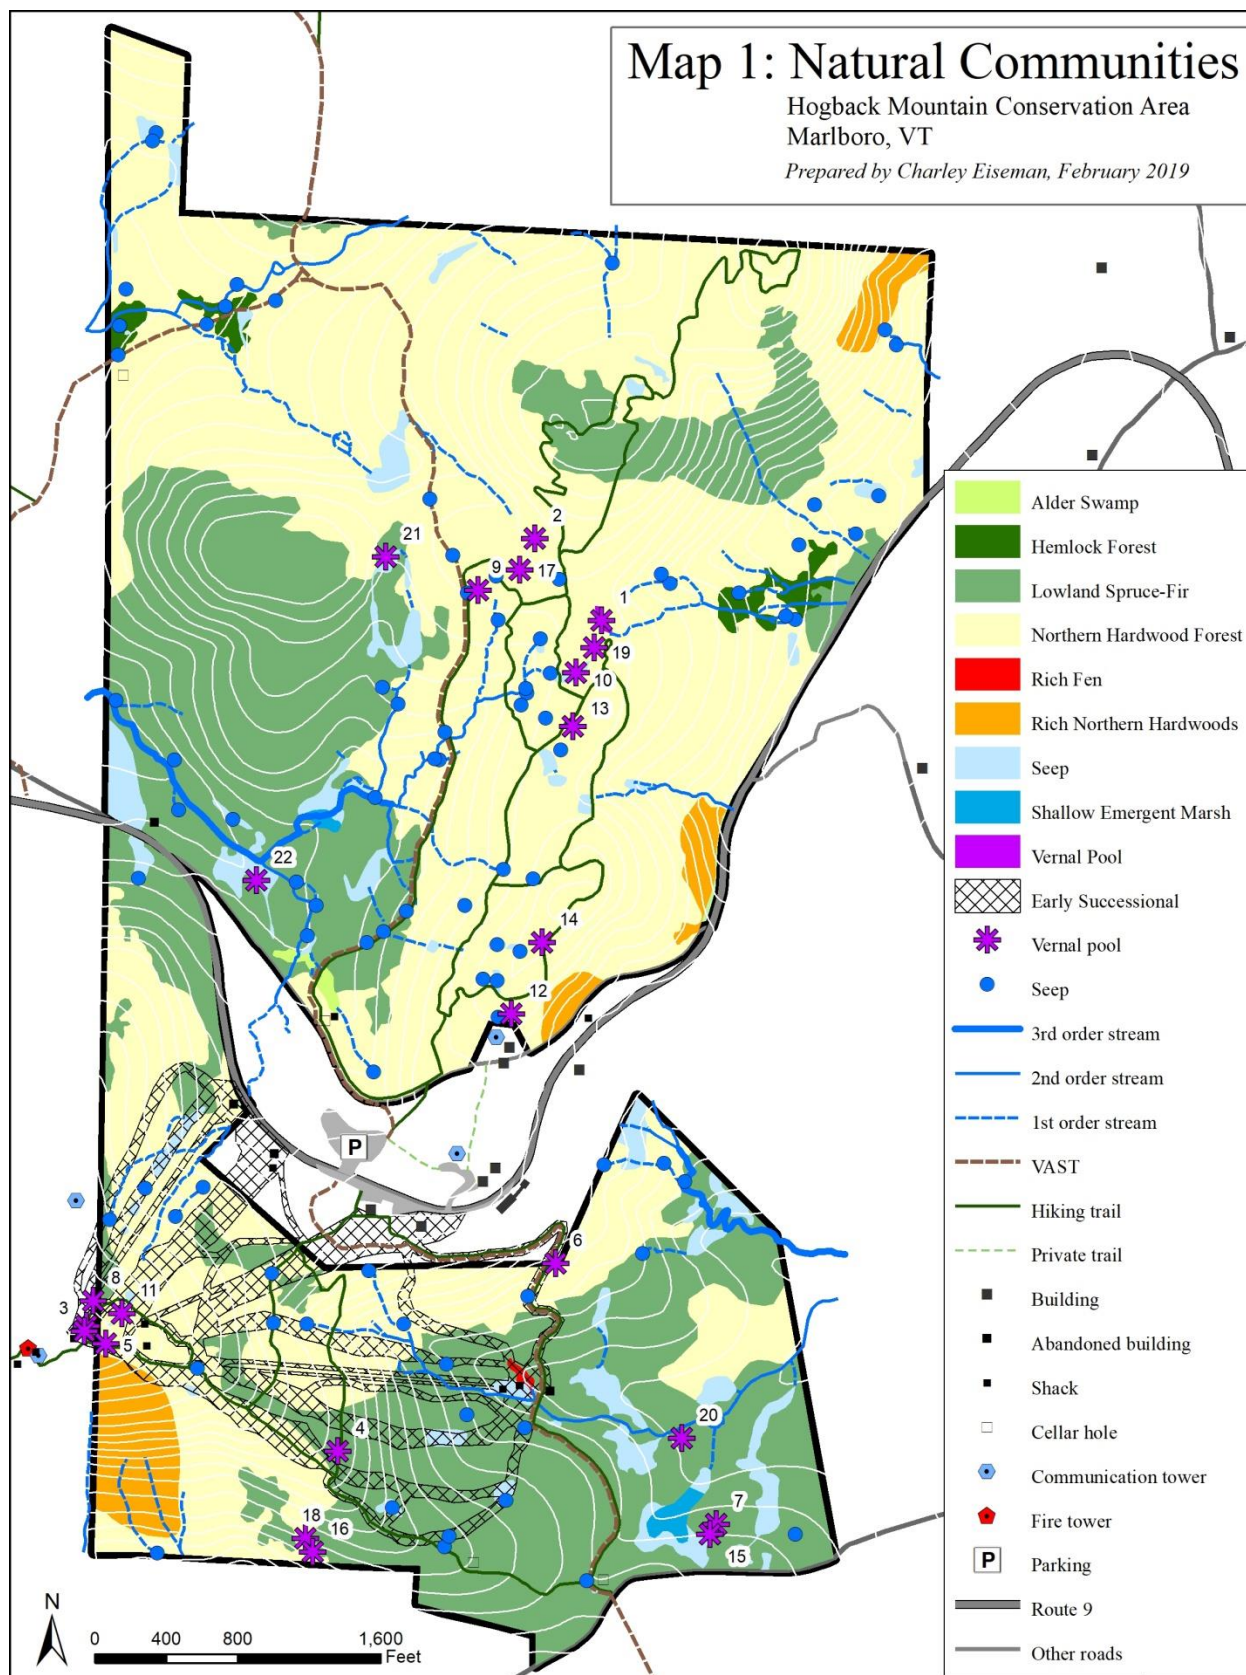 Map 1: Natural Communities
Hogback Mountain Conservation Area
Marlboro, VT
Prepared by Charley Eiseman, February 2019
2
21
9
17
1
19
10
13
22
14
12
P
6
8
11
3
5
4
20
7
18
16
15
Alder Swamp
Hemlock Forest
Lowland Spruce-Fir
Northern Hardwood Forest
Rich Fen
Rich Northern Hardwoods
Seep
Shallow Emergent Marsh
Vernal Pool
Early Successional
Vernal pool
Seep
3rd order stream
2nd order stream
1st order stream
VAST
Hiking trail
Private trail
Building
Abandoned building
Shack
Cellar hole
Communication tower
Fire tower
P Parking
Route 9
Other roads
N
0 400 800 1,600
Feet